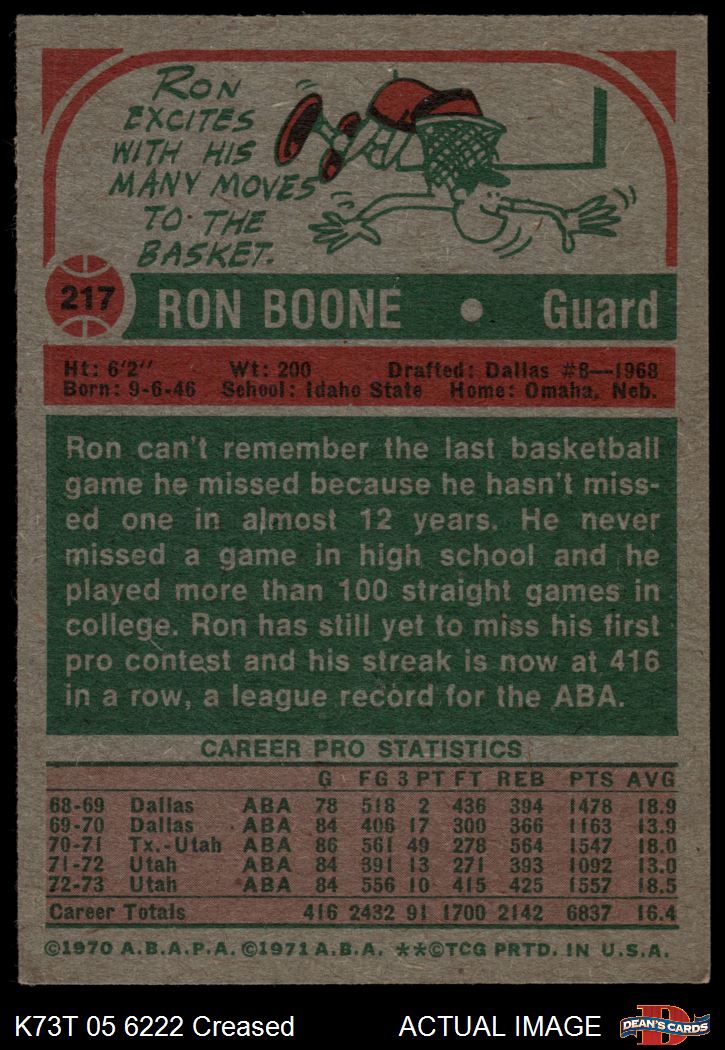 RON
EXCITES
WITH HIS
MANY MOVES
TO THE
BASKET.
217 RON BOONE • Guard
Ht: 6'2" Wt: 200 Drafted: Dallas #8—1968
Born: 9-6-46 School: Idaho State Home: Omaha, Neb.
Ron can't remember the last basketball
game he missed because he hasn't miss-
ed one in almost 12 years. He never
missed a game in high school and he
played more than 100 straight games in
college. Ron has still yet to miss his first
pro contest and his streak is now at 416
in a row, a league record for the ABA.
CAREER PRO STATISTICS
G FG 3 PT FT REB PTS AVG
68-69 Dallas ABA 78 518 2 436 394 1478 18.9
69-70 Dallas ABA 84 406 17 300 366 1163 13.9
70-71 Tx.-Utah ABA 86 561 49 278 564 1547 18.0
71-72 Utah ABA 84 391 13 271 393 1092 13.0
72-73 Utah ABA 84 556 10 415 425 1557 18.5
Career Totals 416 2432 91 1700 2142 6837 16.4
©1970 A.B.A.P.A. ©1971 A.B.A. **©TCG PRTD. IN U.S.A.
K73T 05 6222 Creased ACTUAL IMAGE DEAN'S CARDS